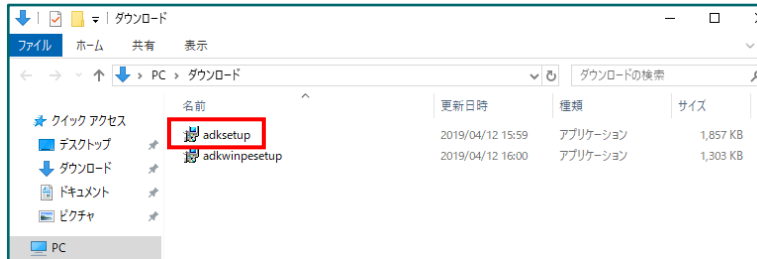 ダウンロード
ファイル ホーム 共有 表示
PC ダウンロード ダウンロードの検索
名前 更新日時 種類 サイズ
クイック アクセス
adksetup 2019/04/12 15:59 アプリケーション 1,857 KB
デスクトップ
adkwinpesetup 2019/04/12 16:00 アプリケーション 1,303 KB
ダウンロード
ドキュメント
ピクチャ
PC